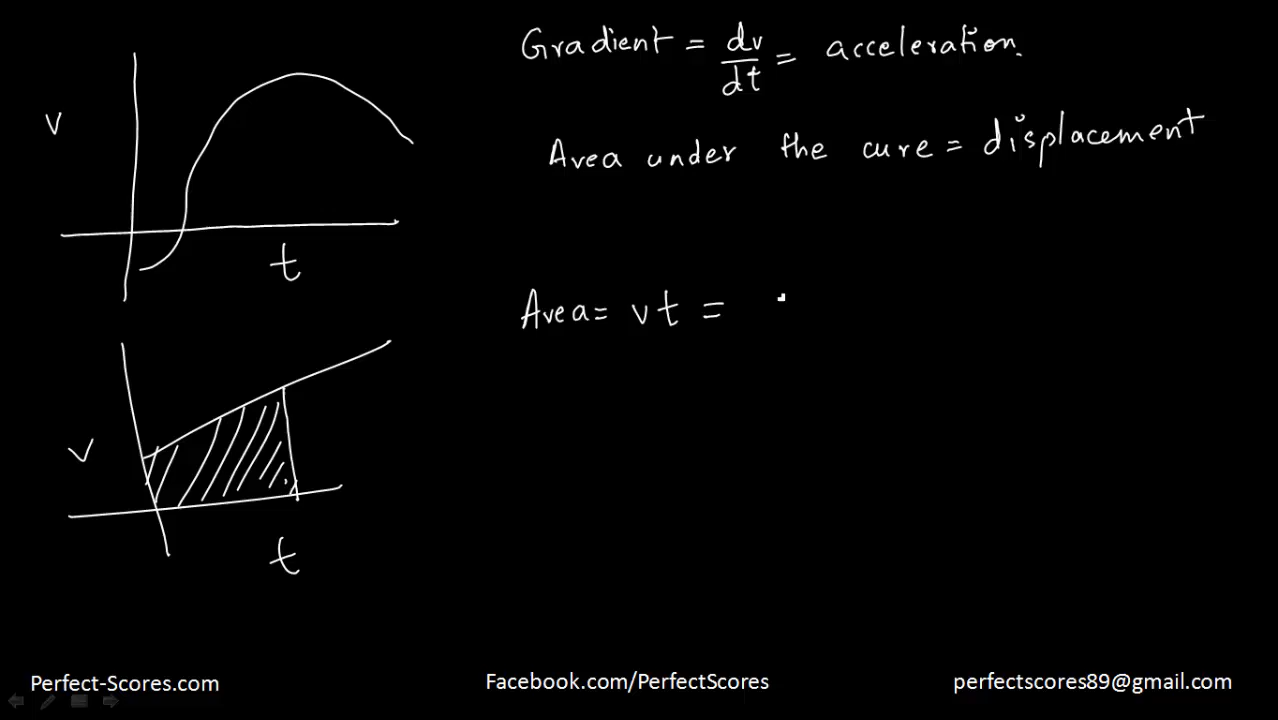 Gradient = dv/dt = acceleration.
v
Area under the cure = displacement
t
Area = vt =
v
t
Perfect-Scores.com
Facebook.com/PerfectScores
perfectscores89@gmail.com